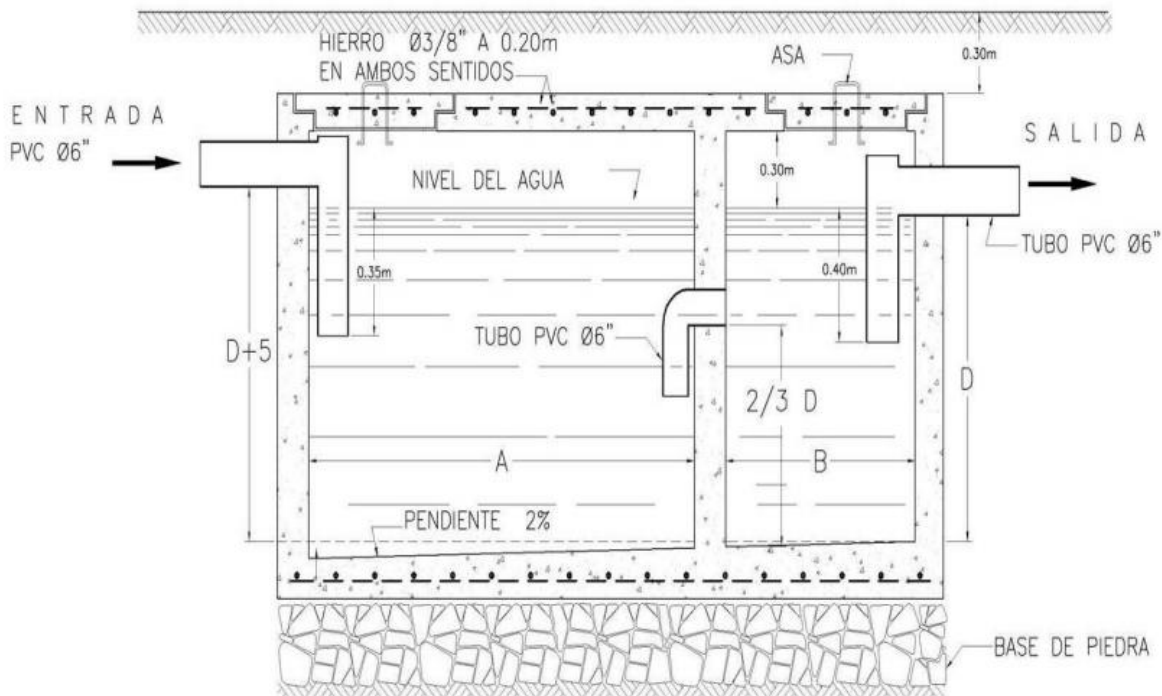 HIERRO Ø3/8" A 0.20m
EN AMBOS SENTIDOS
ASA
0.30m
ENTRADA
PVC Ø6"
SALIDA
NIVEL DEL AGUA
0.30m
TUBO PVC Ø6"
0.35m
0.40m
TUBO PVC Ø6"
D+5
2/3 D
D
A
B
PENDIENTE 2%
BASE DE PIEDRA